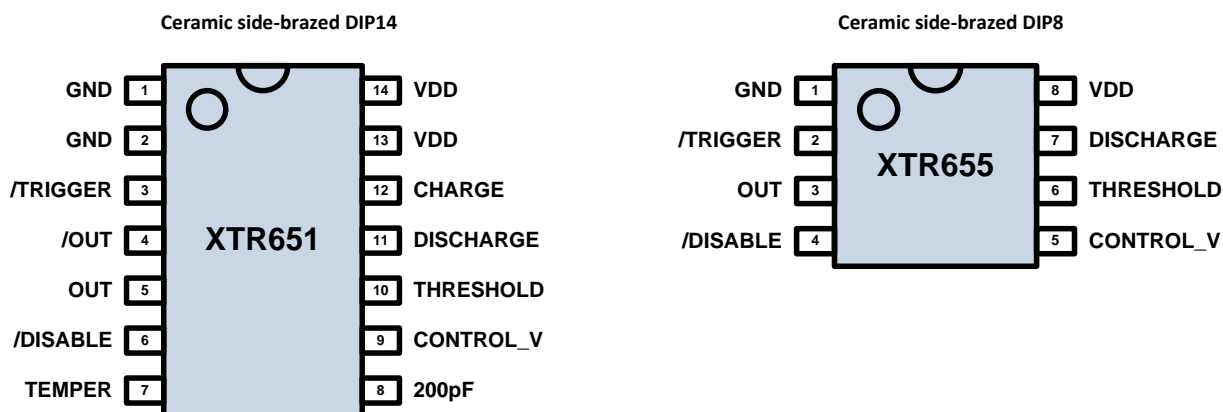 Ceramic side-brazed DIP14
GND 1 14 VDD
GND 2 13 VDD
/TRIGGER 3 12 CHARGE
/OUT 4 XTR651 11 DISCHARGE
OUT 5 10 THRESHOLD
/DISABLE 6 9 CONTROL_V
TEMPER 7 8 200pF
Ceramic side-brazed DIP8
GND 1 8 VDD
/TRIGGER 2 XTR655 7 DISCHARGE
OUT 3 6 THRESHOLD
/DISABLE 4 5 CONTROL_V